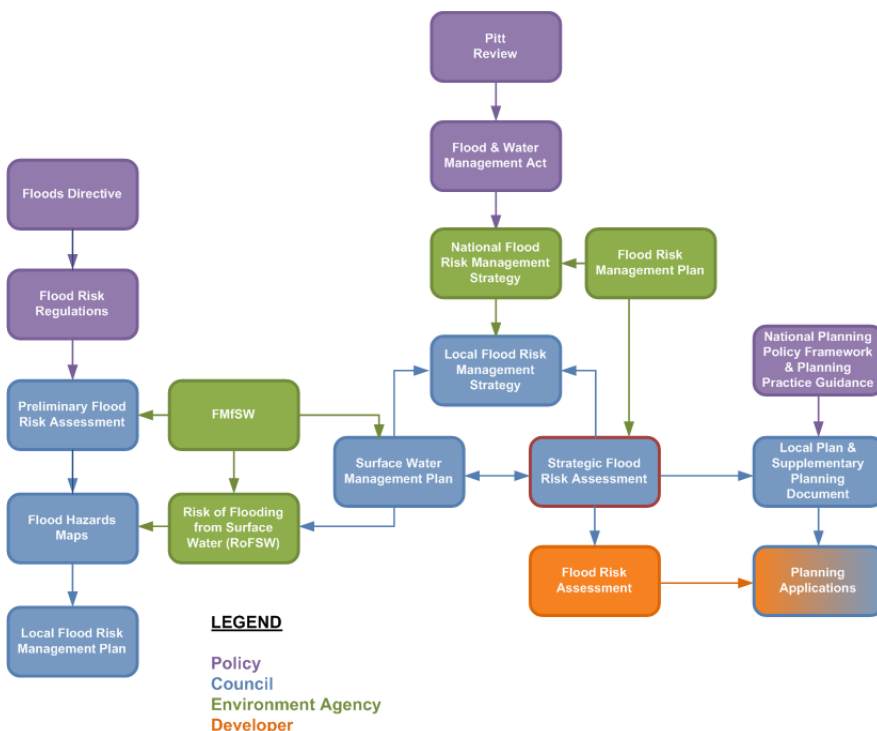 Pitt
Review
Flood & Water
Management Act
Floods Directive
National Flood
Risk Management
Strategy
Flood Risk
Management Plan
Flood Risk
Regulations
Local Flood Risk
Management
Strategy
National Planning
Policy Framework
& Planning
Practice Guidance
Preliminary Flood
Risk Assessment
FMfSW
Surface Water
Management Plan
Strategic Flood
Risk Assessment
Local Plan &
Supplementary
Planning
Document
Flood Hazards
Maps
Risk of Flooding
from Surface
Water (RoFSW)
Flood Risk
Assessment
Planning
Applications
Local Flood Risk
Management Plan
LEGEND
Policy
Council
Environment Agency
Developer